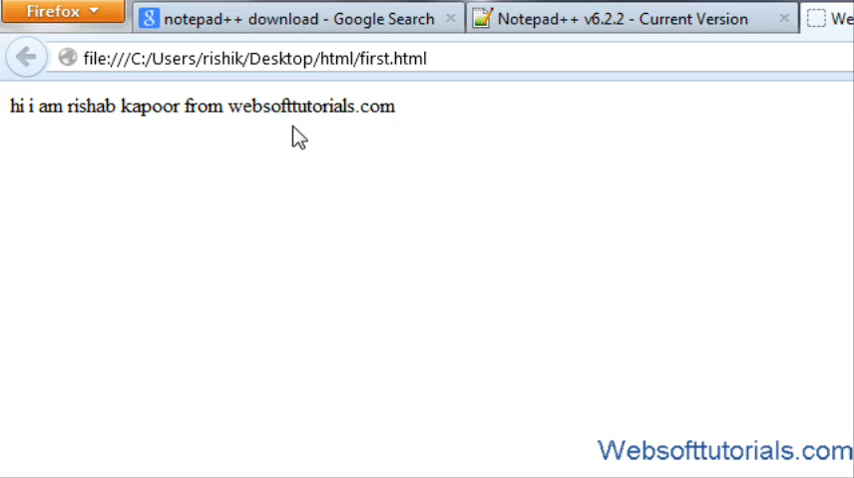 Firefox
notepad++ download - Google Search
Notepad++ v6.2.2 - Current Version
We
file:///C:/Users/rishik/Desktop/html/first.html
hi i am rishab kapoor from websofttutorials.com
Websofttutorials.com